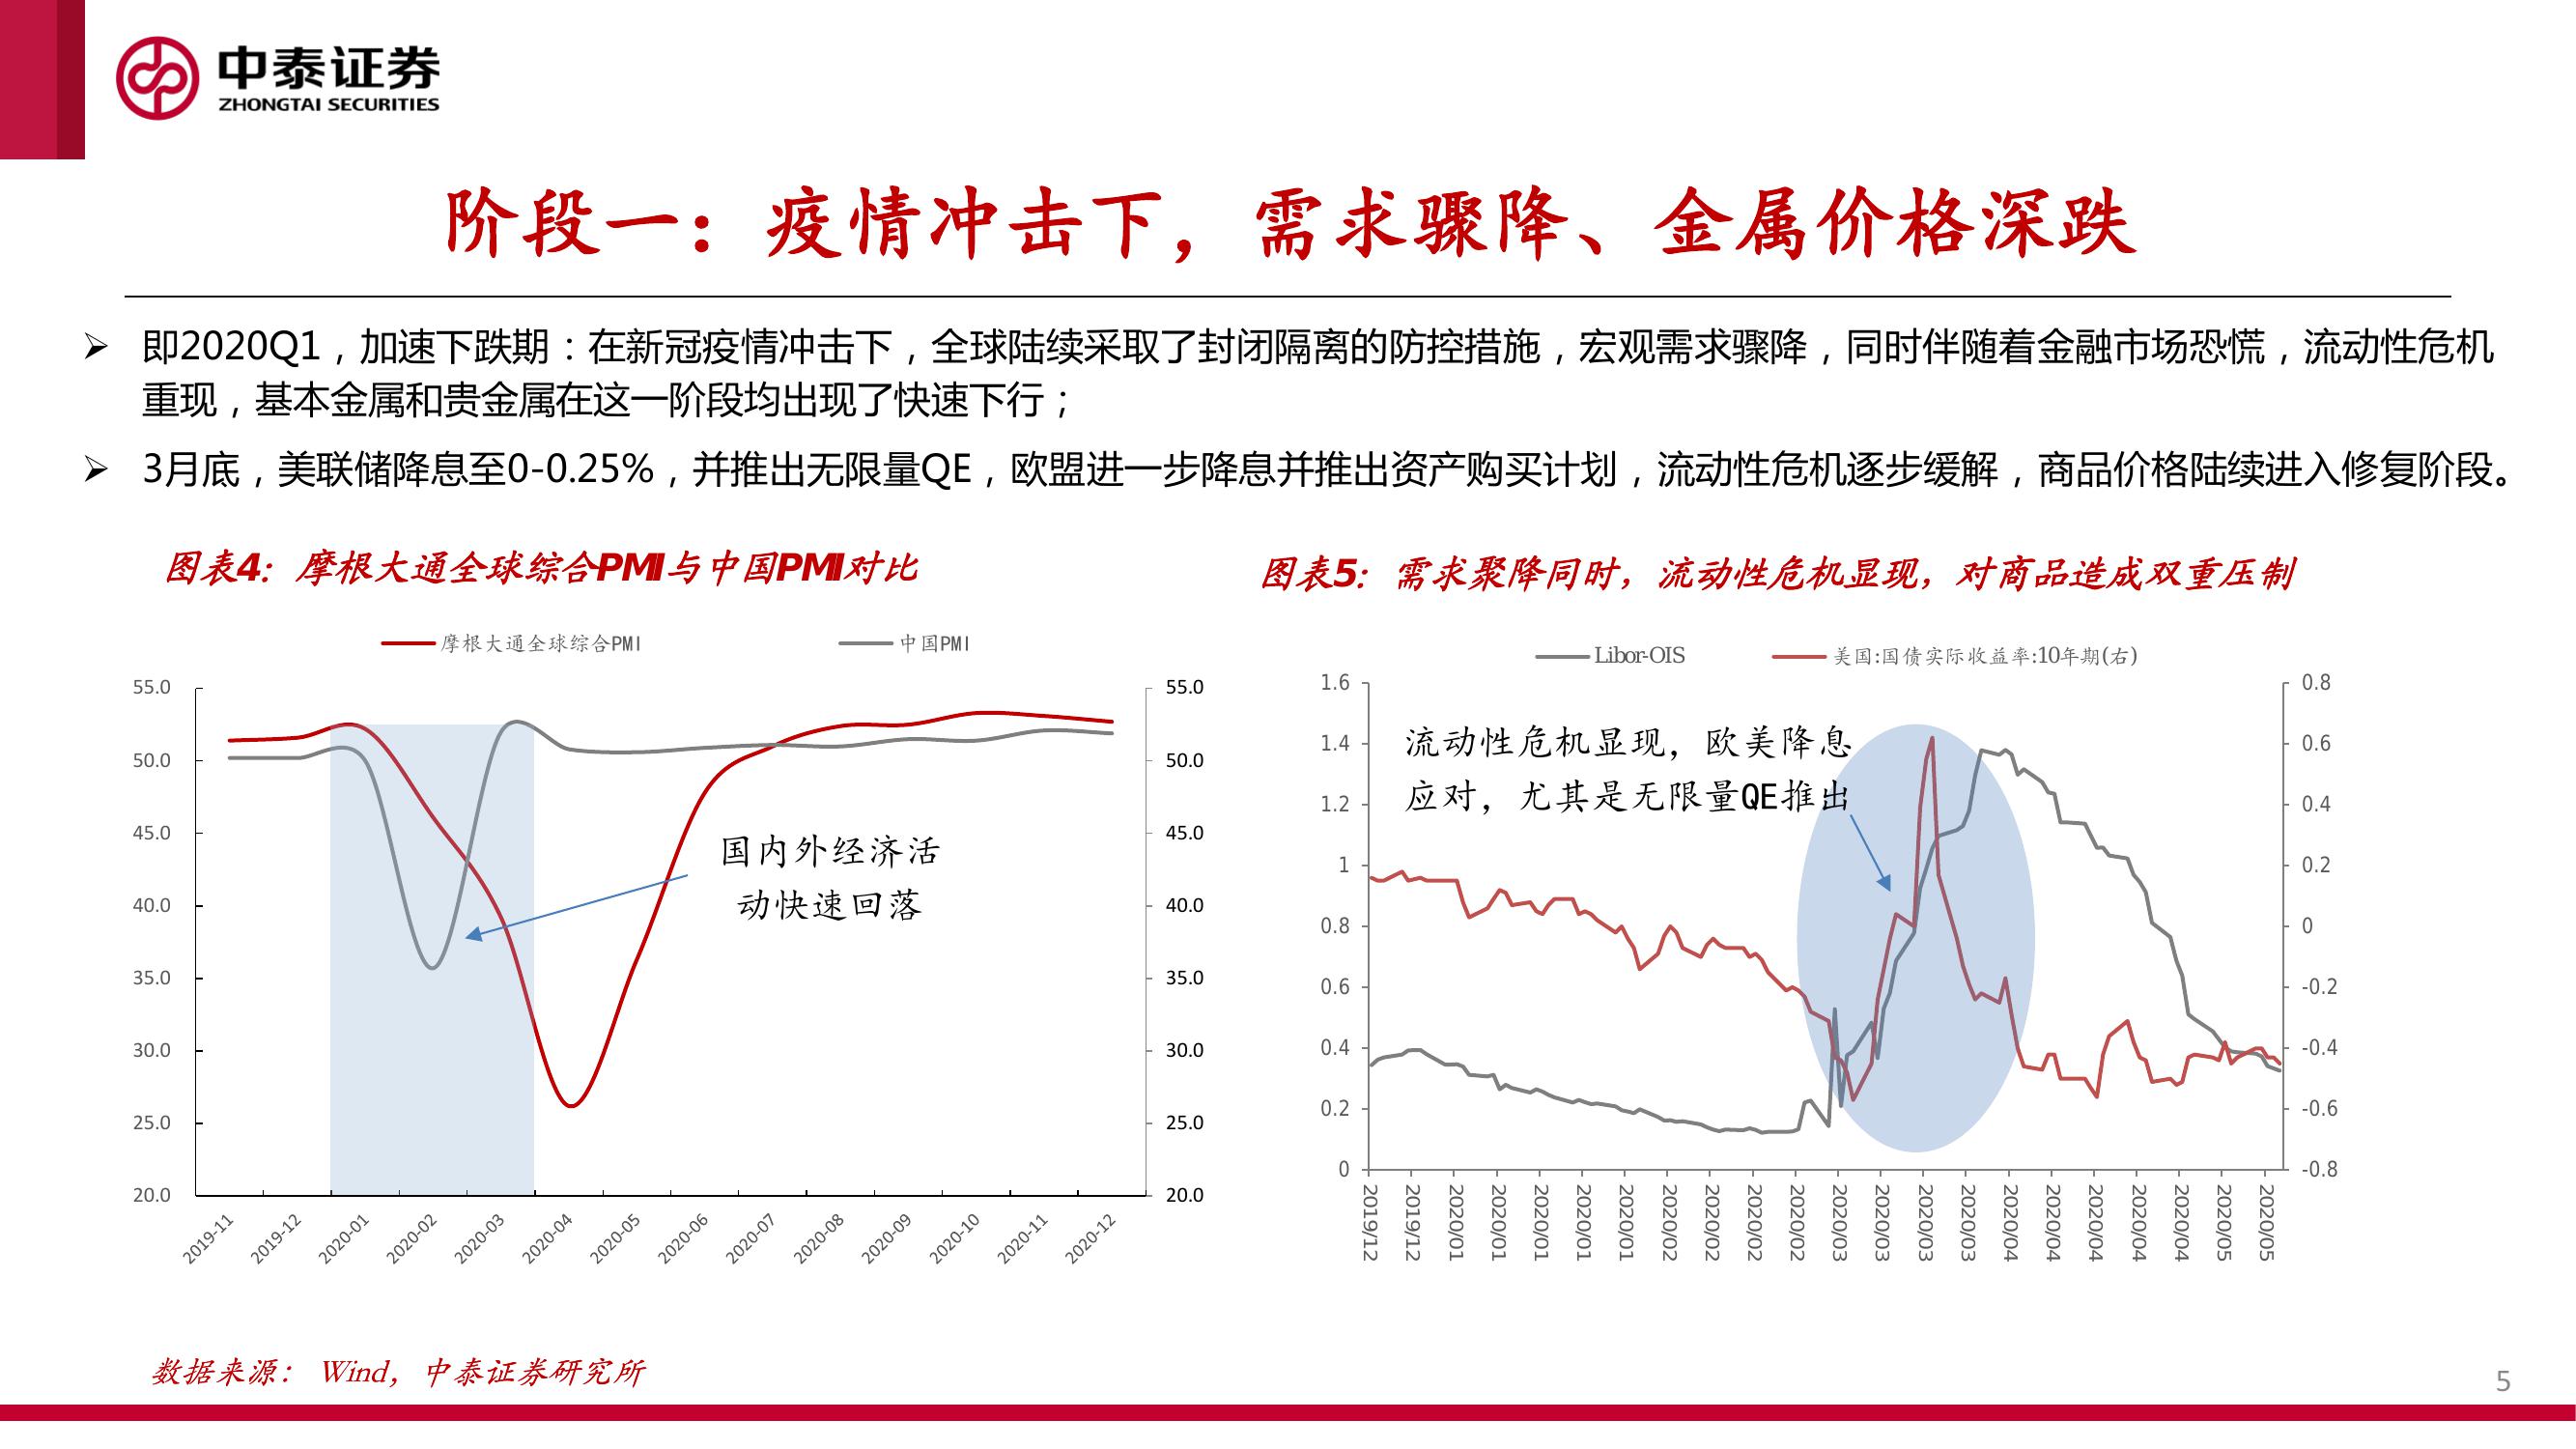 中泰证券
ZHONGTAI SECURITIES
阶段一：疫情冲击下，需求骤降、金属价格深跌
➢ 即2020Q1，加速下跌期：在新冠疫情冲击下，全球陆续采取了封闭隔离的防控措施，宏观需求骤降，同时伴随着金融市场恐慌，流动性危机
重现，基本金属和贵金属在这一阶段均出现了快速下行；
➢ 3月底，美联储降息至0-0.25%，并推出无限量QE，欧盟进一步降息并推出资产购买计划，流动性危机逐步缓解，商品价格陆续进入修复阶段。
图表4：摩根大通全球综合PMI与中国PMI对比
摩根大通全球综合PMI 中国PMI
55.0 55.0
50.0 50.0
45.0 45.0
40.0 40.0
35.0 35.0
30.0 30.0
25.0 25.0
20.0 20.0
国内外经济活
动快速回落
2019-11 2019-12 2020-01 2020-02 2020-03 2020-04 2020-05 2020-06 2020-07 2020-08 2020-09 2020-10 2020-11 2020-12
图表5：需求聚降同时，流动性危机显现，对商品造成双重压制
Libor-OIS 美国:国债实际收益率:10年期(右)
1.6 0.8
1.4 0.6
1.2 0.4
1 0.2
0.8 0
0.6 -0.2
0.4 -0.4
0.2 -0.6
0 -0.8
流动性危机显现，欧美降息
应对，尤其是无限量QE推出
2019/12 2019/12 2020/01 2020/01 2020/01 2020/01 2020/01 2020/02 2020/02 2020/02 2020/02 2020/03 2020/03 2020/03 2020/03 2020/04 2020/04 2020/04 2020/04 2020/04 2020/05 2020/05
数据来源： Wind，中泰证券研究所
5